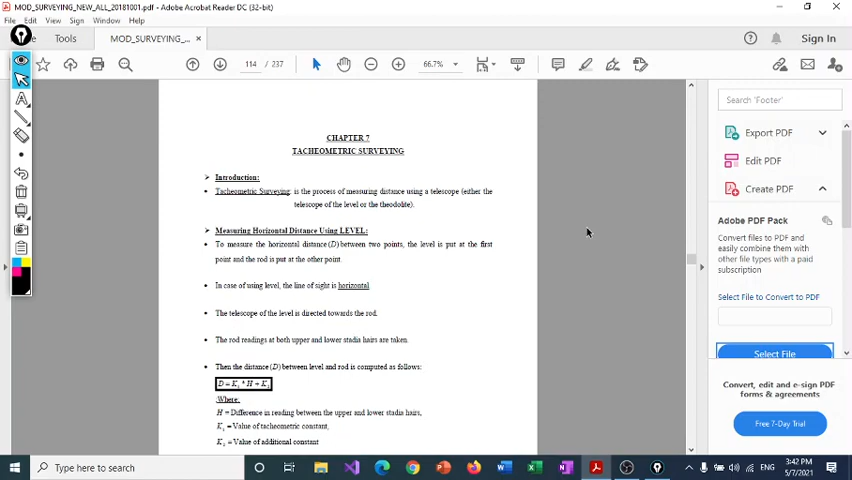 MOD_SURVEYING_NEW_ALL_20181001.pdf - Adobe Acrobat Reader DC (32-bit)
File Edit View Sign Window Help
Tools
MOD_SURVEYING_... ×
Sign In
114 / 237
66.7%
CHAPTER 7
TACHEOMETRIC SURVEYING
Introduction:
Tacheometric Surveying: is the process of measuring distance using a telescope (either the
telescope of the level or the theodolite).
Measuring Horizontal Distance Using LEVEL:
To measure the horizontal distance (D) between two points, the level is put at the first
point and the rod is put at the other point.
In case of using level, the line of sight is horizontal
The telescope of the level is directed towards the rod.
The rod readings at both upper and lower stadia hairs are taken.
Then the distance (D) between level and rod is computed as follows:
D = K₁ * H + K₂
Where:
H = Difference in reading between the upper and lower stadia hairs,
K₁ = Value of tacheometric constant,
K₂ = Value of additional constant
Search 'Footer'
Export PDF
Edit PDF
Create PDF
Adobe PDF Pack
Convert files to PDF and
easily combine them with
other file types with a paid
subscription
Select File to Convert to PDF
Select File
Convert, edit and e-sign PDF
forms & agreements
Free 7-Day Trial
Type here to search
ENG
3:42 PM
5/7/2021